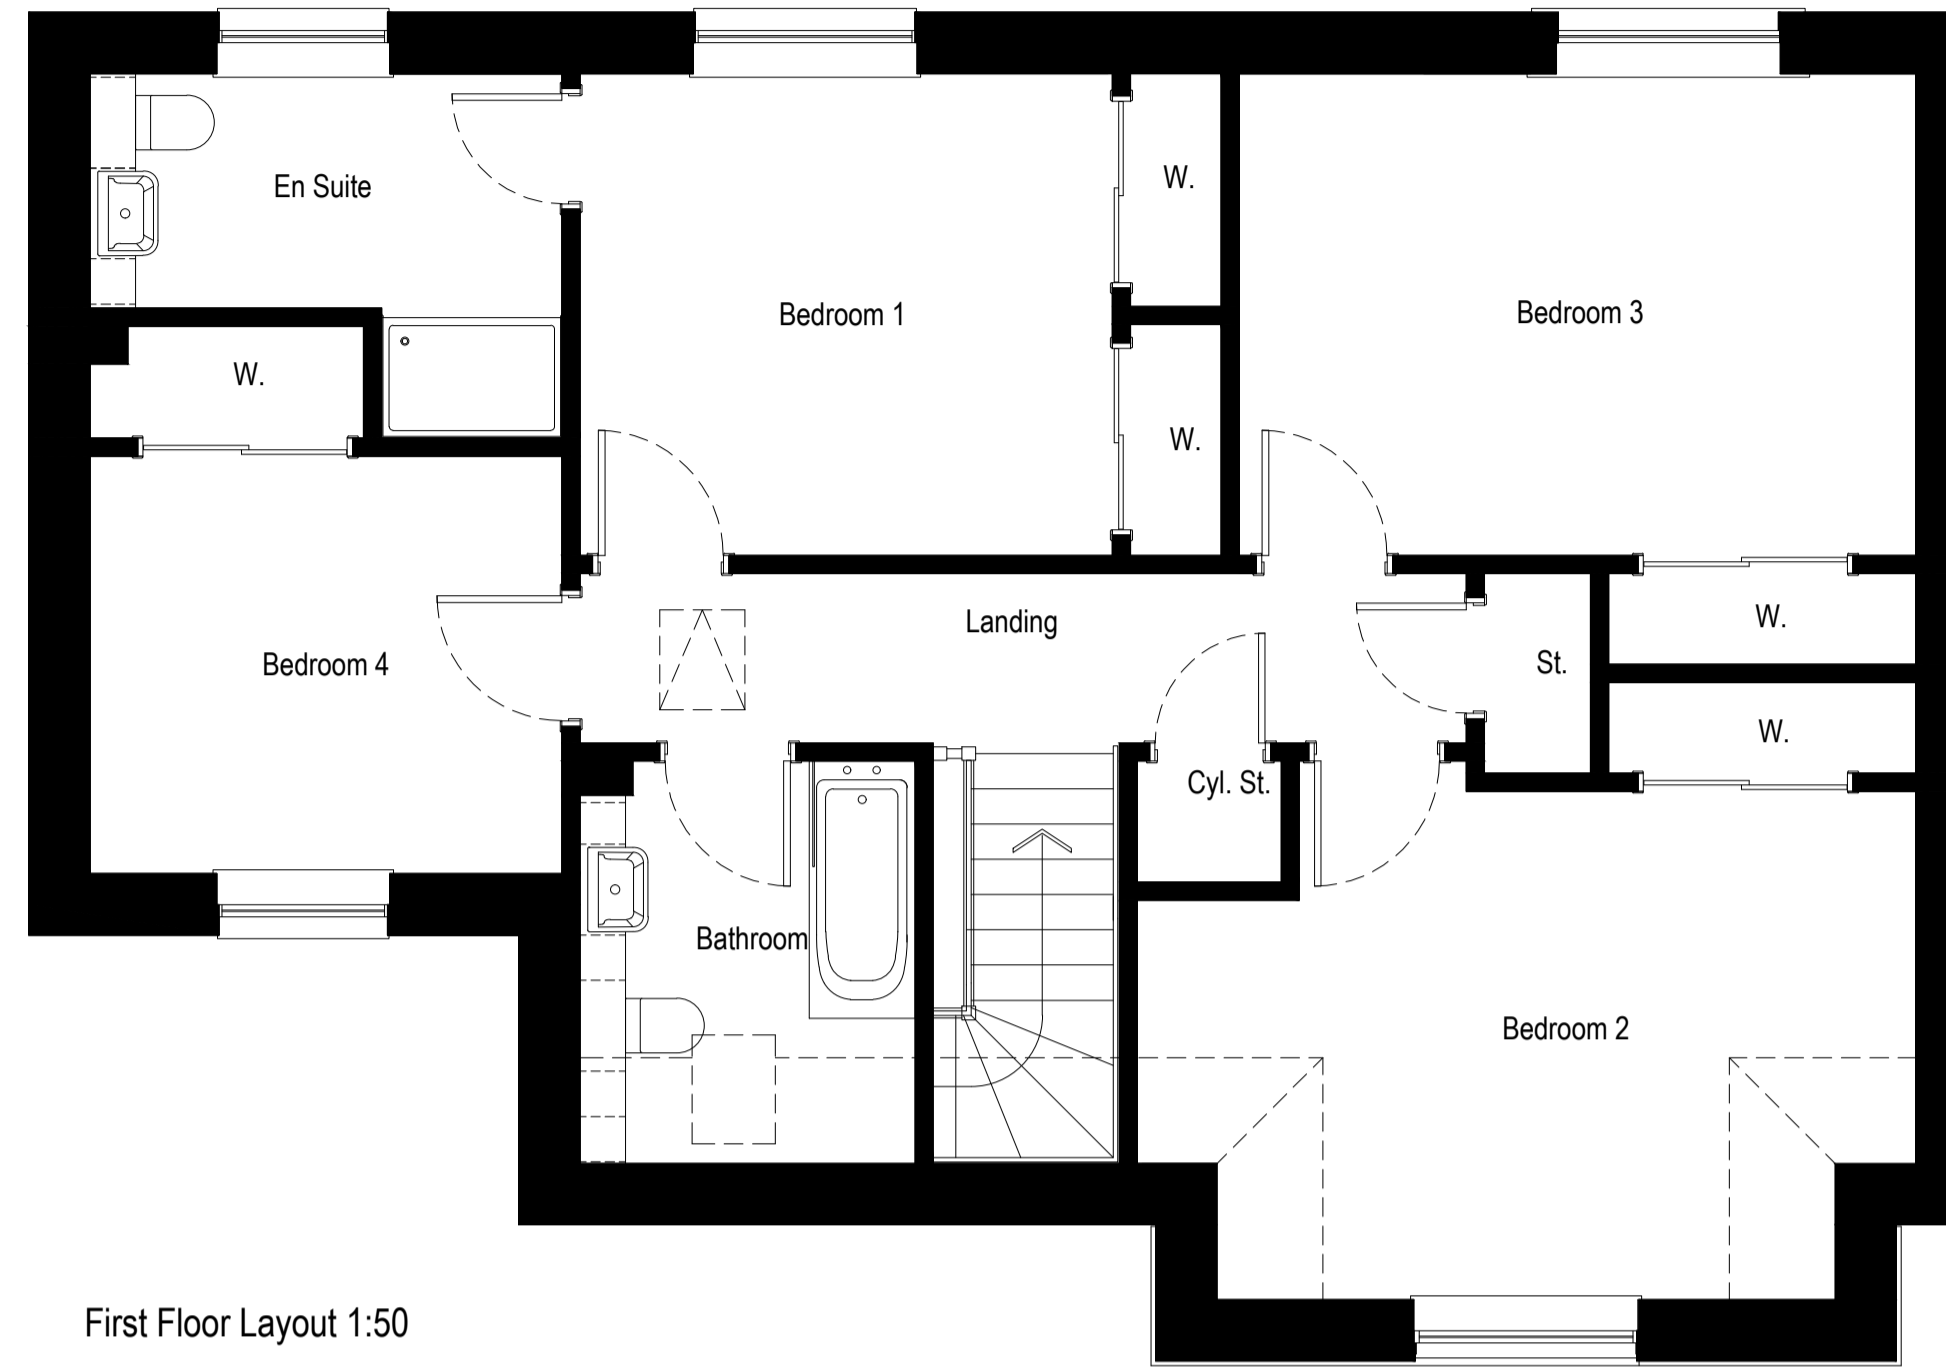 En Suite
W.
Bedroom 1
Bedroom 3
W.
W.
Landing
W.
Bedroom 4
St.
W.
Cyl. St.
Bathroom
Bedroom 2
First Floor Layout 1:50